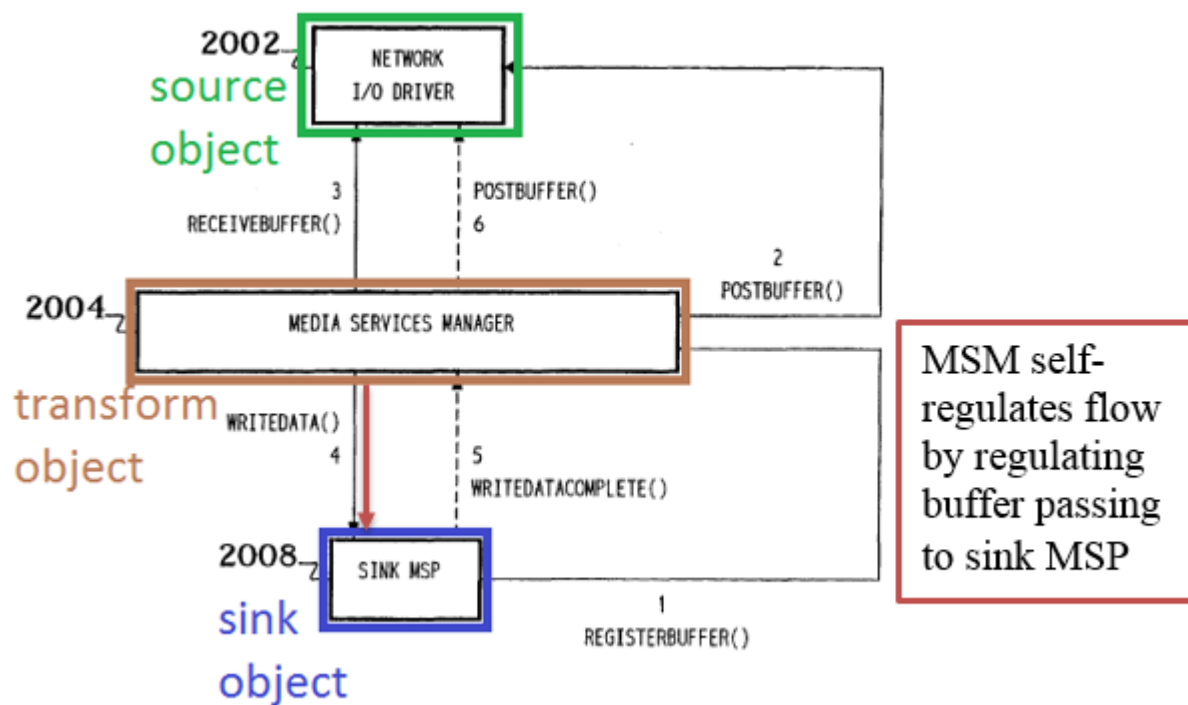 2002
NETWORK
I/O DRIVER
source
object
3
RECEIVEBUFFER()
POSTBUFFER()
6
2
POSTBUFFER()
2004
MEDIA SERVICES MANAGER
transform
object
WRITEDATA()
4
5
WRITEDATACOMPLETE()
MSM self-
regulates flow
by regulating
buffer passing
to sink MSP
2008
SINK MSP
sink
object
1
REGISTERBUFFER()